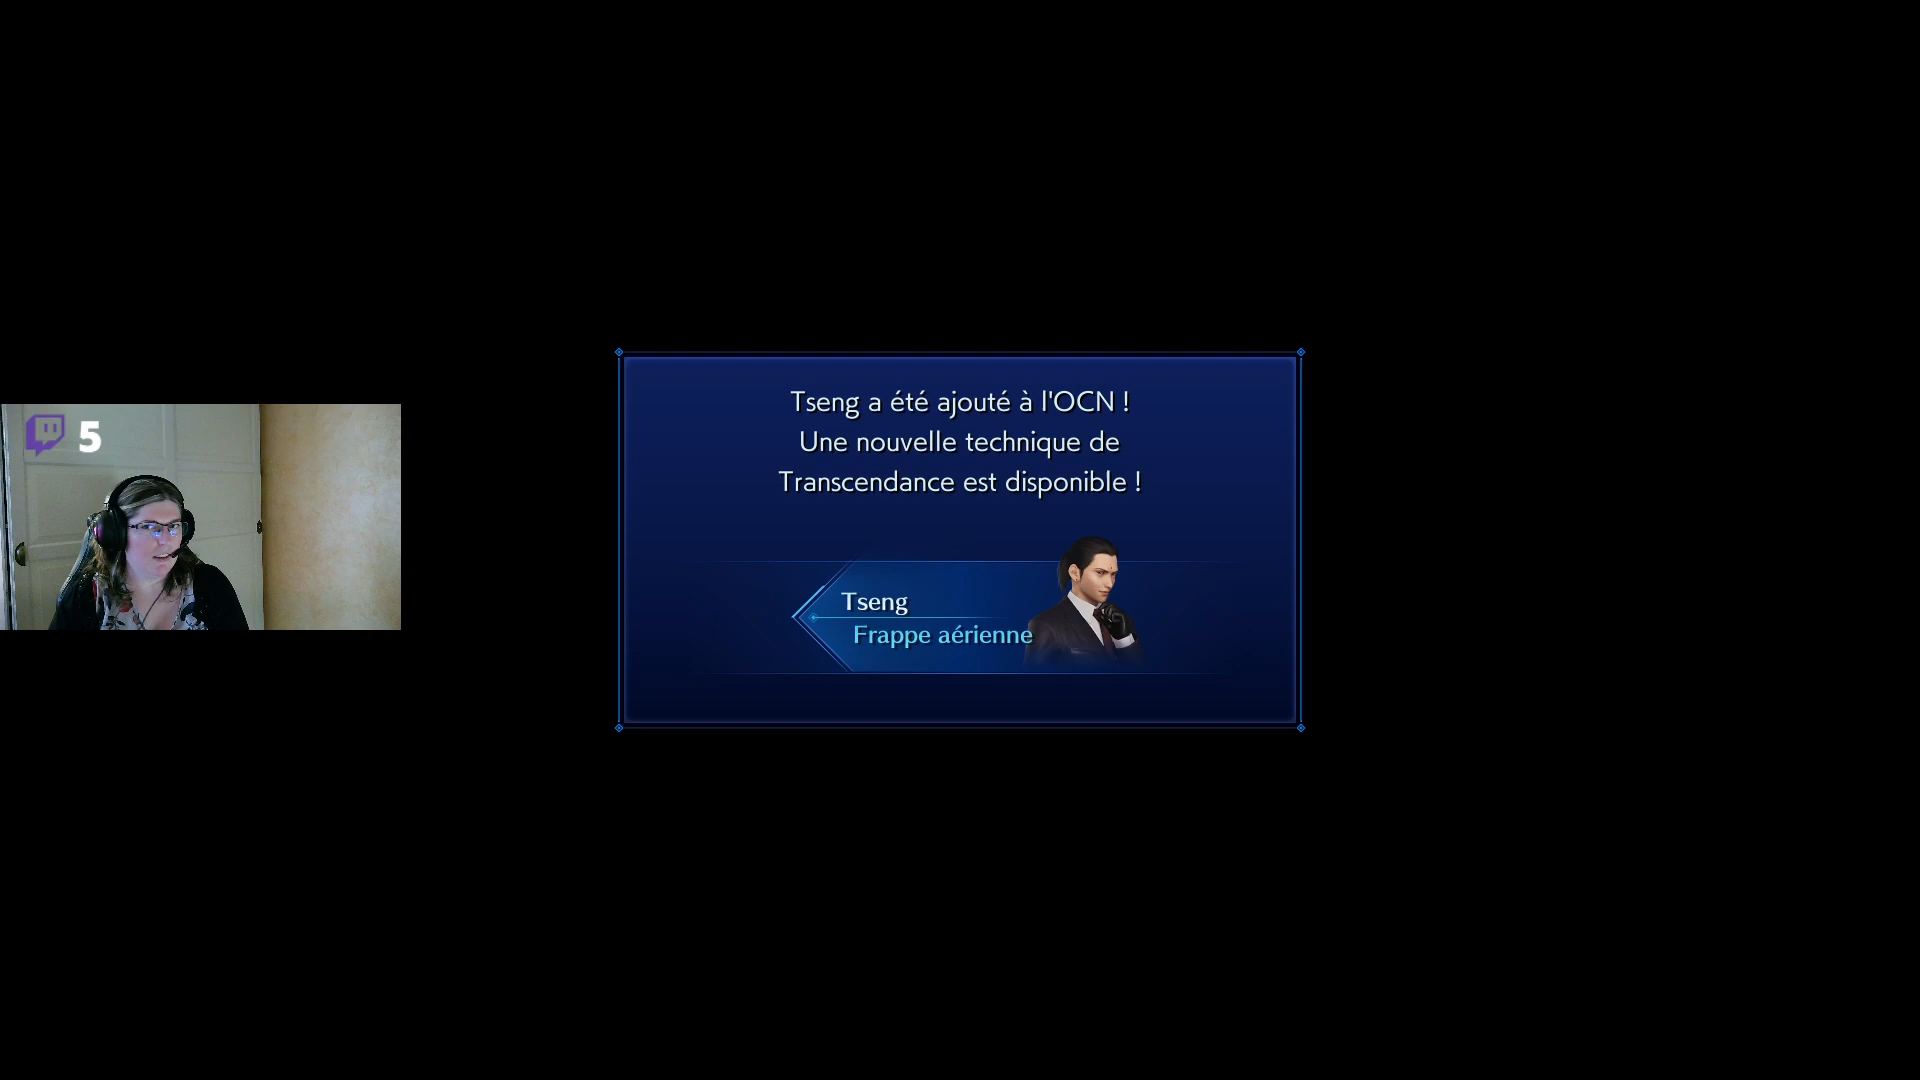 5
Tseng a été ajouté à l'OCN !
Une nouvelle technique de
Transcendance est disponible !
Tseng
Frappe aérienne